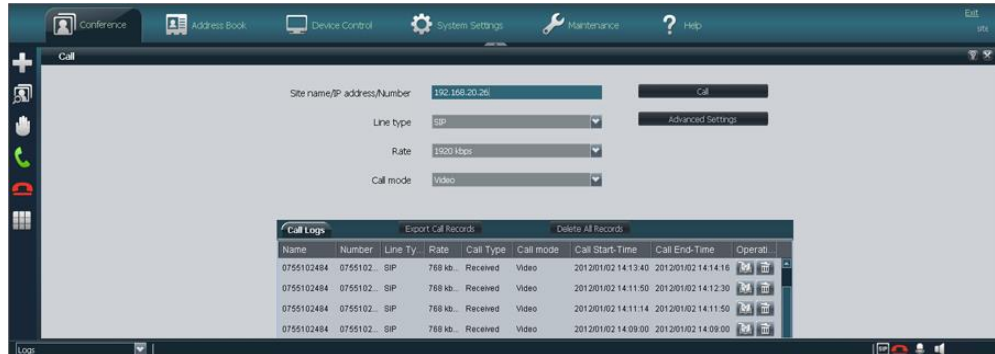 Conference Address Book Device Control System Settings Maintenance ? Help Exit
site
Call
Site name/IP address/Number 192.168.20.26 Call
Line type SIP Advanced Settings
Rate 1920 kbps
Call mode Video
Call Logs Export Call Records Delete All Records
Name Number Line Ty... Rate Call Type Call mode Call Start-Time Call End-Time Operati...
0755102484 0755102... SIP 768 kb... Received Video 2012/01/02 14:13:40 2012/01/02 14:14:16
0755102484 0755102... SIP 768 kb... Received Video 2012/01/02 14:11:50 2012/01/02 14:12:30
0755102484 0755102... SIP 768 kb... Received Video 2012/01/02 14:11:14 2012/01/02 14:11:50
0755102484 0755102... SIP 768 kb... Received Video 2012/01/02 14:09:00 2012/01/02 14:09:00
Logs SIP